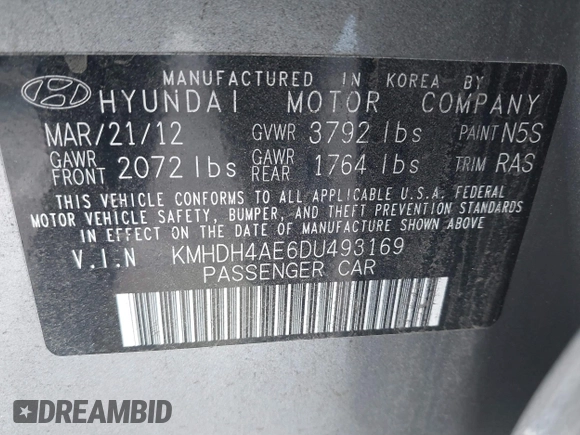 MANUFACTURED IN KOREA BY
HYUNDAI MOTOR COMPANY
MAR/21/12 GVWR 3792 lbs PAINT N5S
GAWR FRONT 2072 lbs GAWR REAR 1764 lbs TRIM RAS
THIS VEHICLE CONFORMS TO ALL APPLICABLE U.S.A. FEDERAL
MOTOR VEHICLE SAFETY, BUMPER, AND THEFT PREVENTION STANDARDS
IN EFFECT ON THE DATE OF MANUFACTURE SHOWN ABOVE
V.I.N KMHDH4AE6DU493169
PASSENGER CAR
DREAMBID